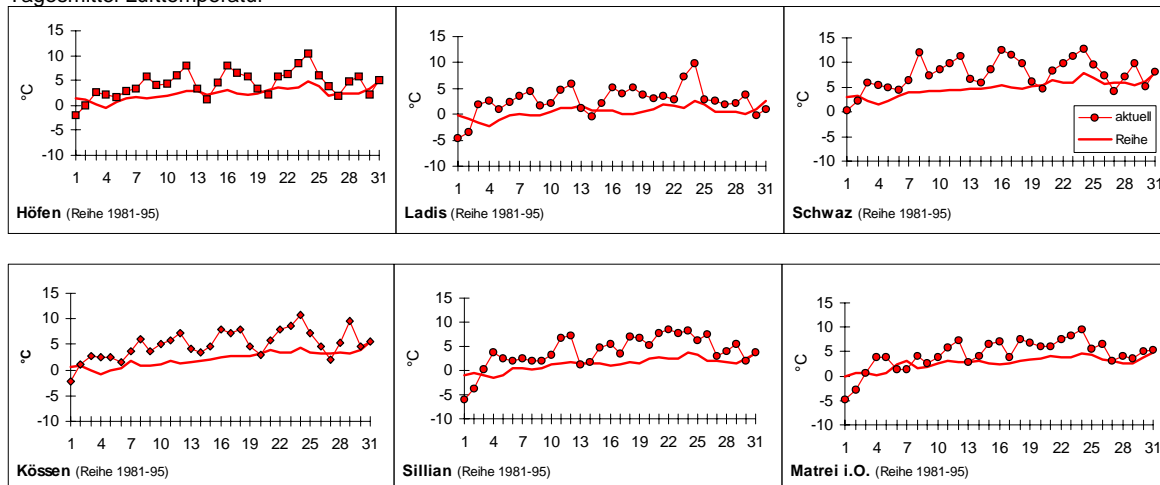 Tagesmittel Lufttemperatur
15
10
5
0
-5
-10
°C
1 4 7 10 13 16 19 22 25 28 31
Höfen (Reihe 1981-95)
15
10
5
0
-5
-10
°C
1 4 7 10 13 16 19 22 25 28 31
Ladis (Reihe 1981-95)
15
10
5
0
-5
-10
°C
aktuell
Reihe
1 4 7 10 13 16 19 22 25 28 31
Schwaz (Reihe 1981-95)
15
10
5
0
-5
-10
°C
1 4 7 10 13 16 19 22 25 28 31
Kössen (Reihe 1981-95)
15
10
5
0
-5
-10
°C
1 4 7 10 13 16 19 22 25 28 31
Sillian (Reihe 1981-95)
15
10
5
0
-5
-10
°C
1 4 7 10 13 16 19 22 25 28 31
Matrei i.O. (Reihe 1981-95)